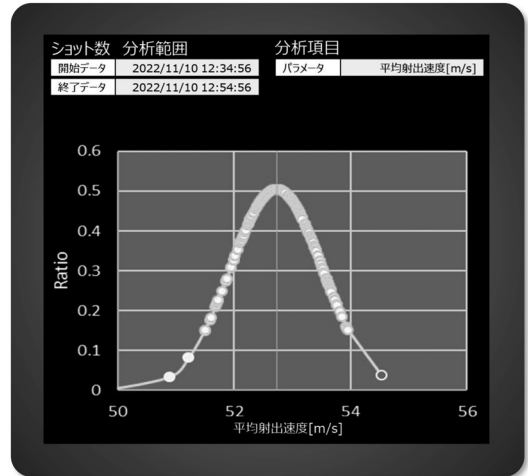 ショット数 分析範囲 分析項目
開始データ 2022/11/10 12:34:56 パラメータ 平均射出速度[m/s]
終了データ 2022/11/10 12:54:56
0.6
0.5
0.4
0.3
0.2
0.1
0
Ratio
50 52 54 56
平均射出速度[m/s]